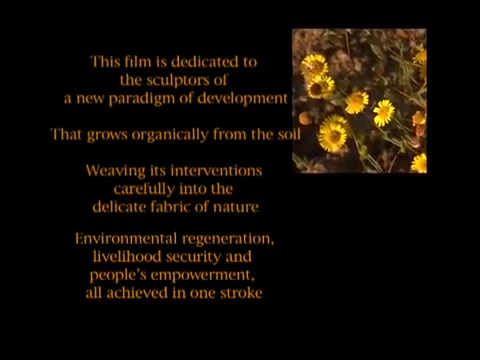 This film is dedicated to
the sculptors of
a new paradigm of development
That grows organically from the soil
Weaving its interventions
carefully into the
delicate fabric of nature
Environmental regeneration,
livelihood security and
people's empowerment,
all achieved in one stroke